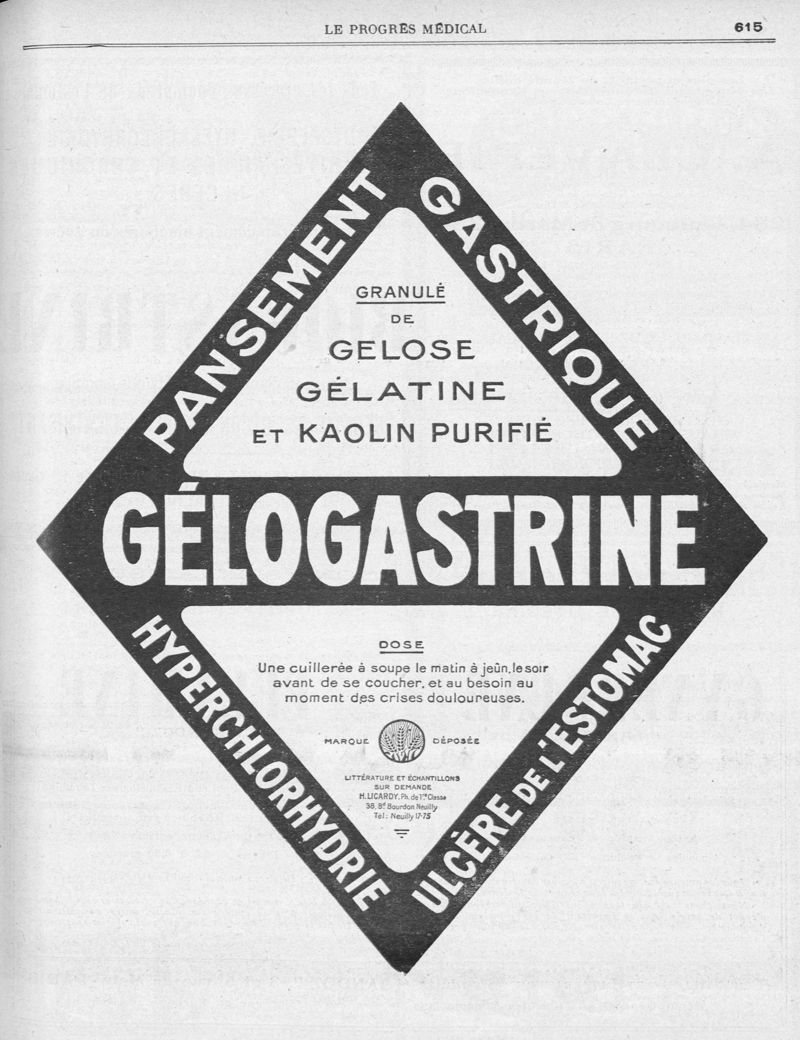 LE PROGRÈS MÉDICAL
615
PANSEMENT
GASTRIQUE
GRANULÉ
DE
GELOSE
GÉLATINE
ET KAOLIN PURIFIÉ
GÉLOGASTRINE
HYPERCHLORHYDRIE
ULCÈRE DE L'ESTOMAC
DOSE
Une cuillerée à soupe le matin à jeûn, le soir
avant de se coucher, et au besoin au
moment des crises douloureuses.
MARQUE DÉPOSÉE
LITTÉRATURE ET ÉCHANTILLONS
SUR DEMANDE
H. LICARDY, Ph. de 1re Classe
38, Bd Bourdon Neuilly
Tél: Neuilly 17-75